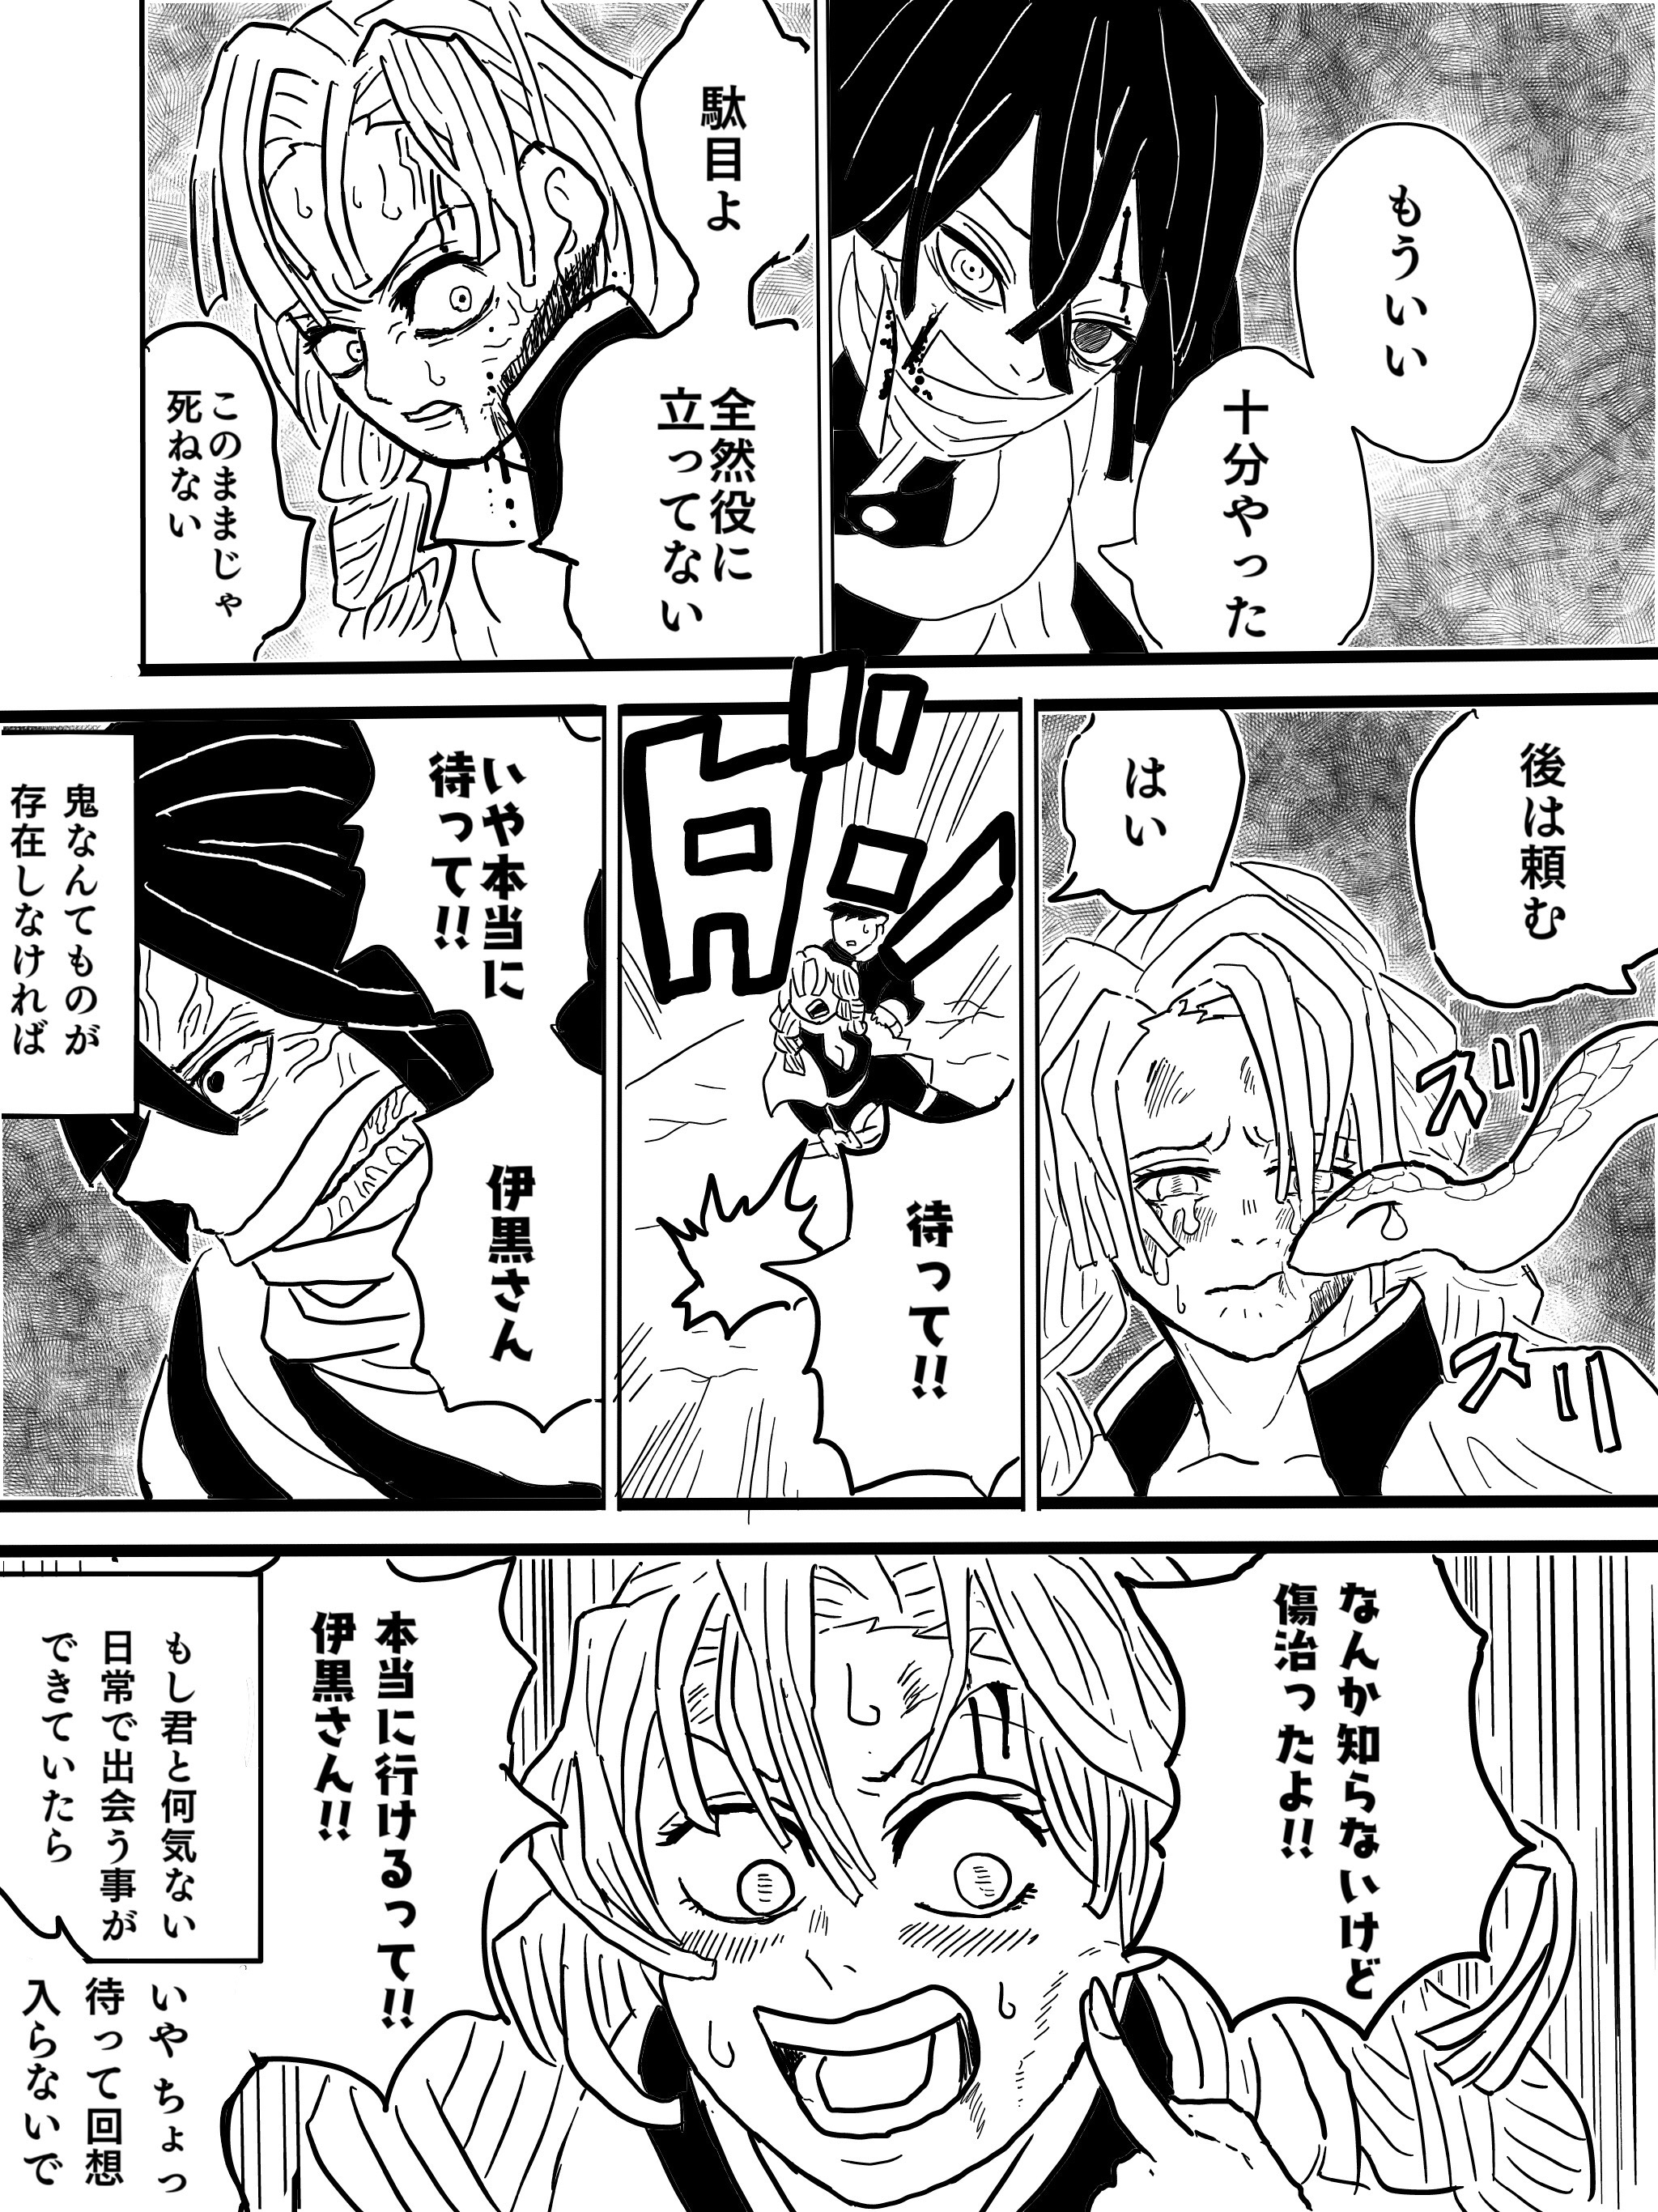 もういい
十分やった
駄目よ
全然役に
立ってない
このままじゃ
死ねない
後は頼む
はい
ズリ
ズリ
ガ
ロ
ン
待って!!
いや本当に
待って!!
伊黒さん
鬼なんてものが
存在しなければ
なんか知らないけど
傷治ったよ!!
本当に行けるって!!
伊黒さん!!
もし君と何気ない
日常で出会う事が
できていたら
いや ちょっ
待って回想
入らないで